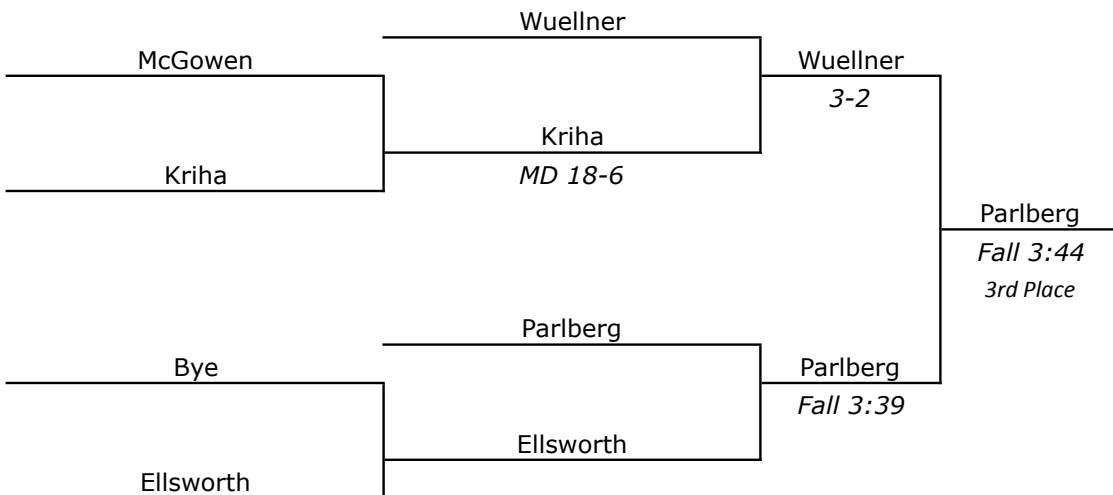 Wuellner
McGowen
Wuellner
3-2
Kriha
Kriha
MD 18-6
Parlberg
Fall 3:44
3rd Place
Parlberg
Bye
Parlberg
Fall 3:39
Ellsworth
Ellsworth